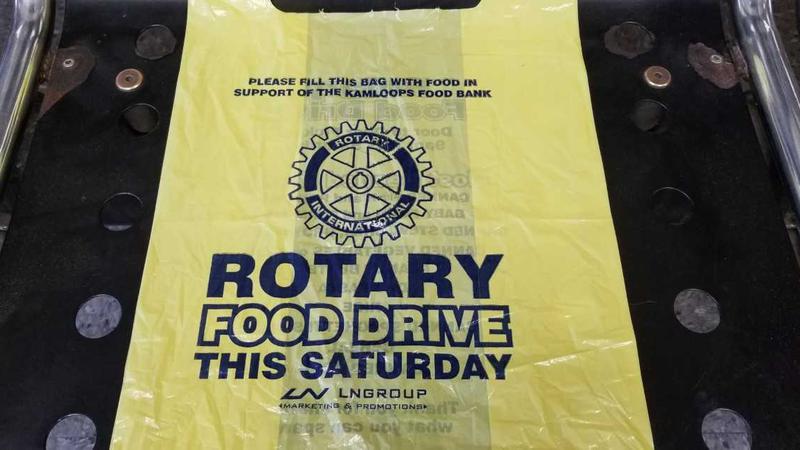 PLEASE FILL THIS BAG WITH FOOD IN
SUPPORT OF THE KAMLOOPS FOOD BANK
ROTARY
INTERNATIONAL
ROTARY
FOOD DRIVE
THIS SATURDAY
LNGROUP
MARKETING & PROMOTIONS